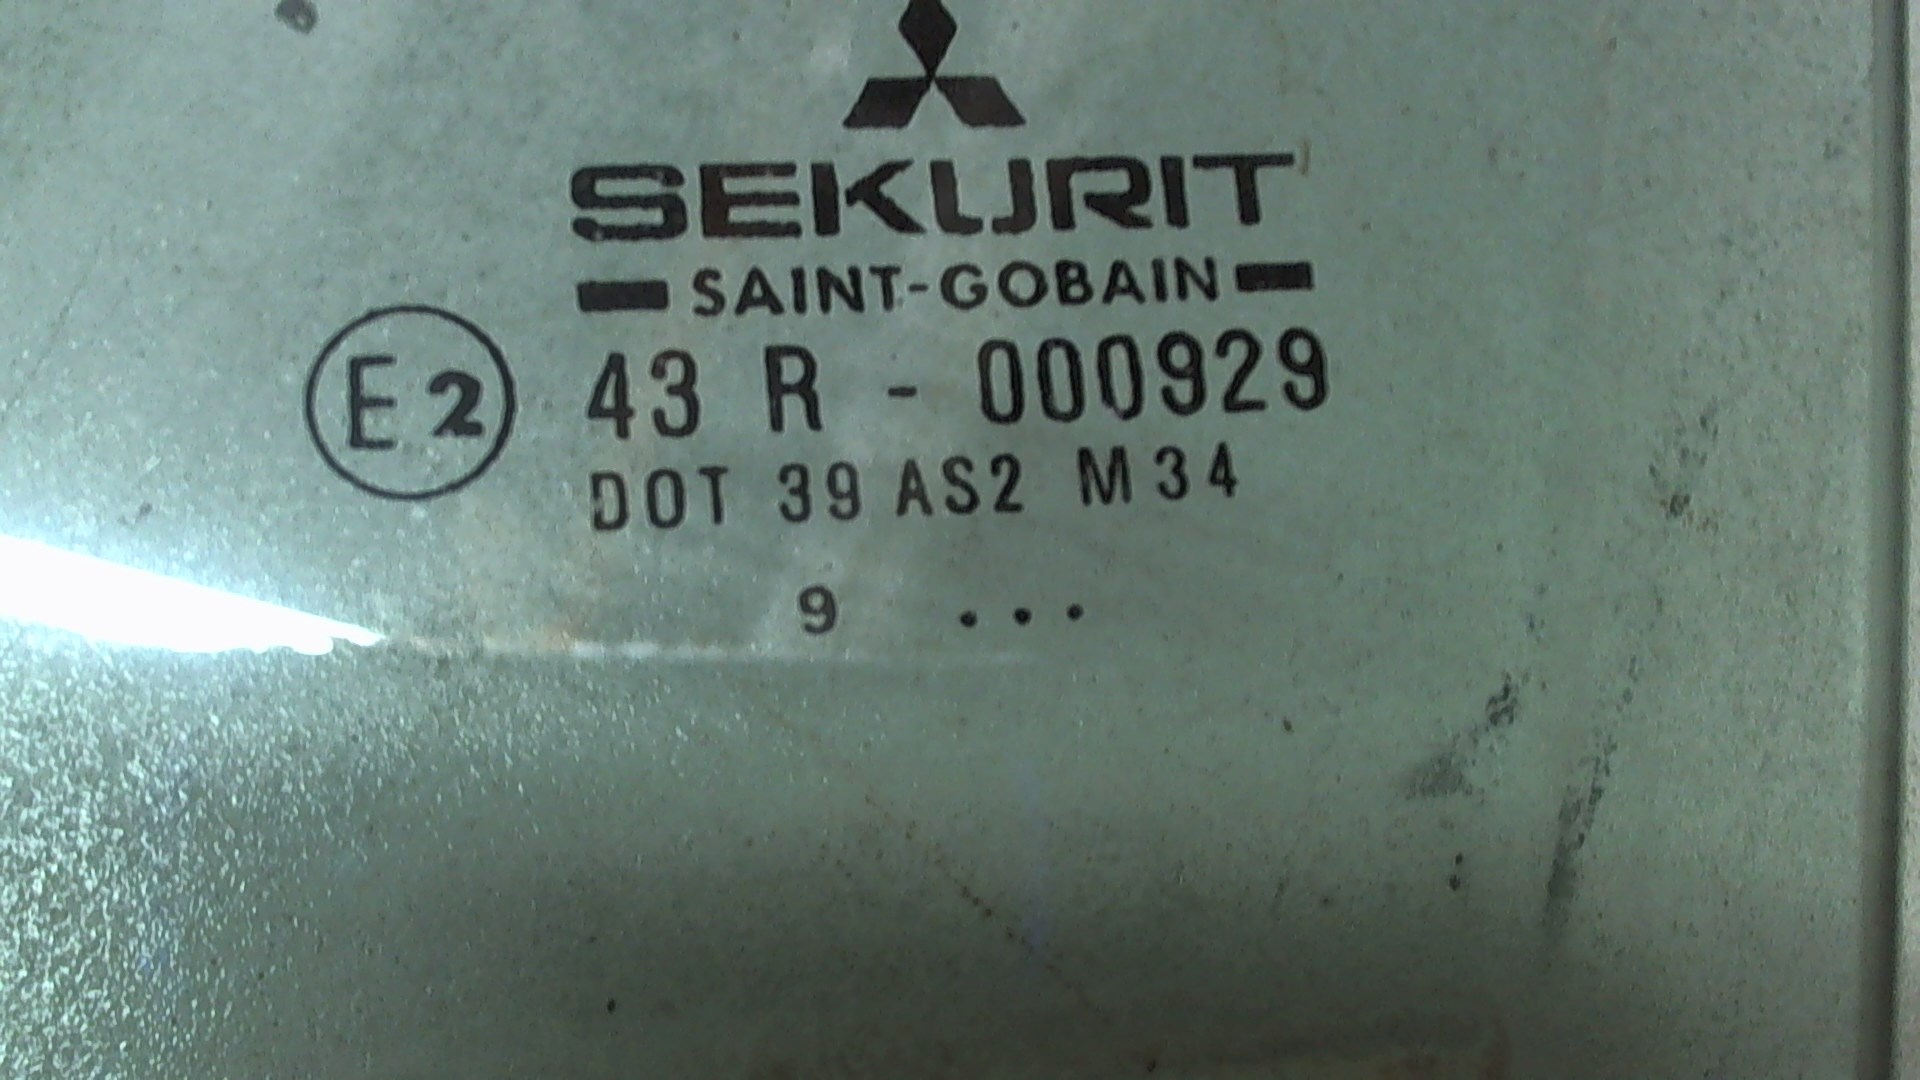 SEKURIT
SAINT-GOBAIN
E2 43 R - 000929
DOT 39 AS2 M34
9 ...